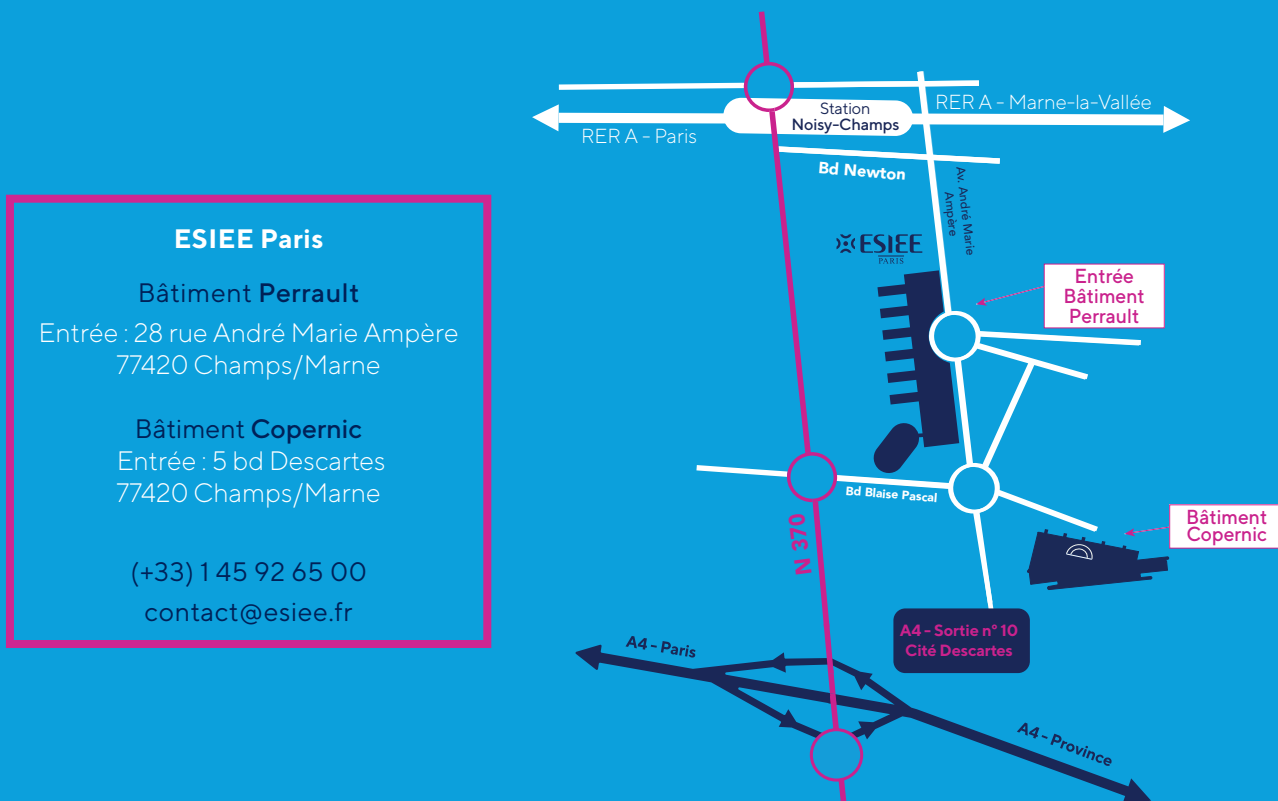 ESIEE Paris
Bâtiment Perrault
Entrée : 28 rue André Marie Ampère
77420 Champs/Marne
Bâtiment Copernic
Entrée : 5 bd Descartes
77420 Champs/Marne
(+33) 1 45 92 65 00
contact@esiee.fr
Station
Noisy-Champs
RER A - Marne-la-Vallée
RER A - Paris
Bd Newton
Av. André Marie
Ampère
ESIEE
PARIS
Entrée
Bâtiment
Perrault
Bd Blaise Pascal
N 370
Bâtiment
Copernic
A4 - Sortie n° 10
Cité Descartes
A4 - Paris
A4 - Province